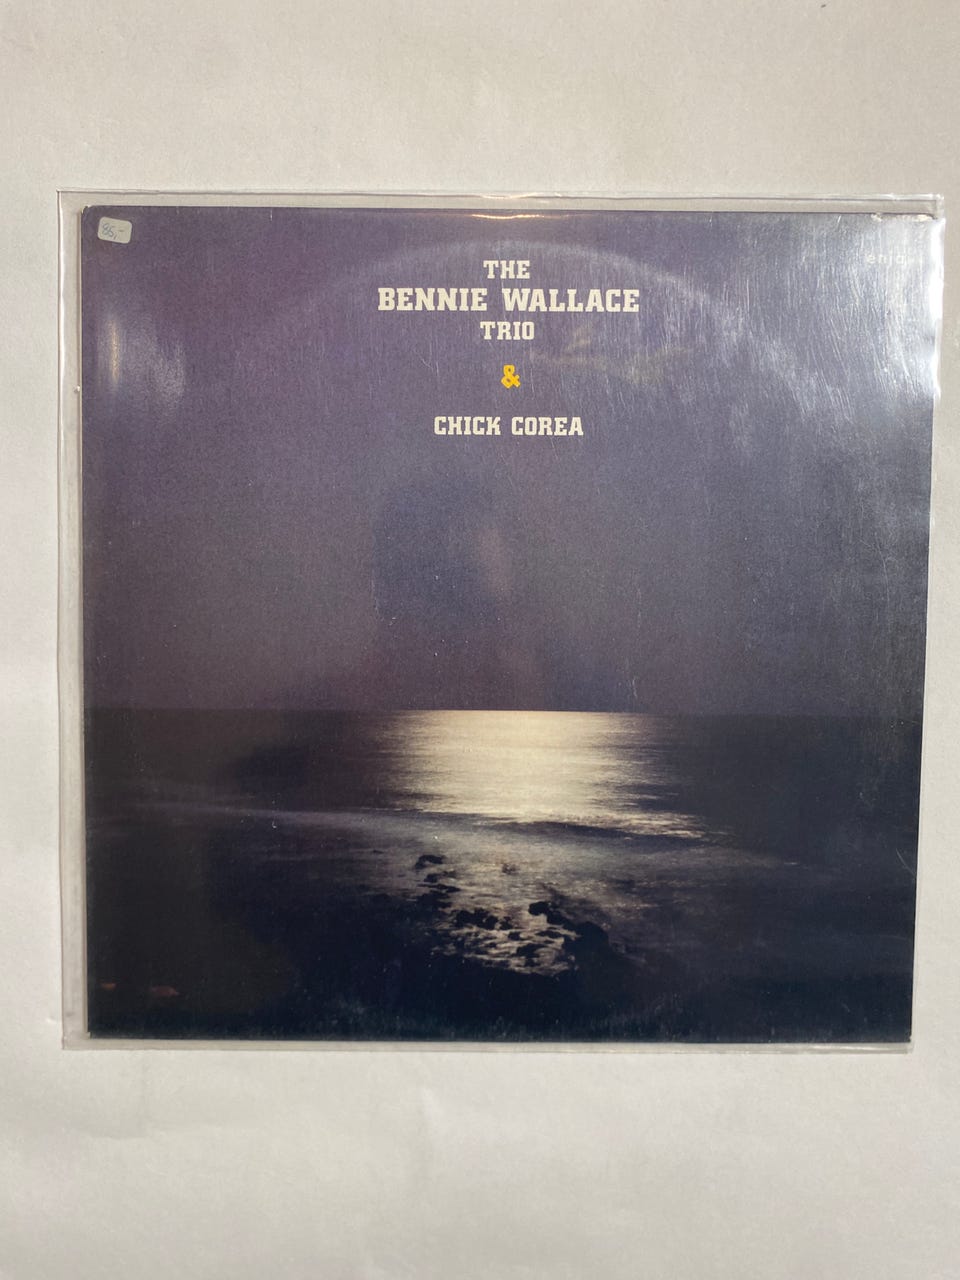 85,-
enja
THE
BENNIE WALLACE
TRIO
&
CHICK COREA